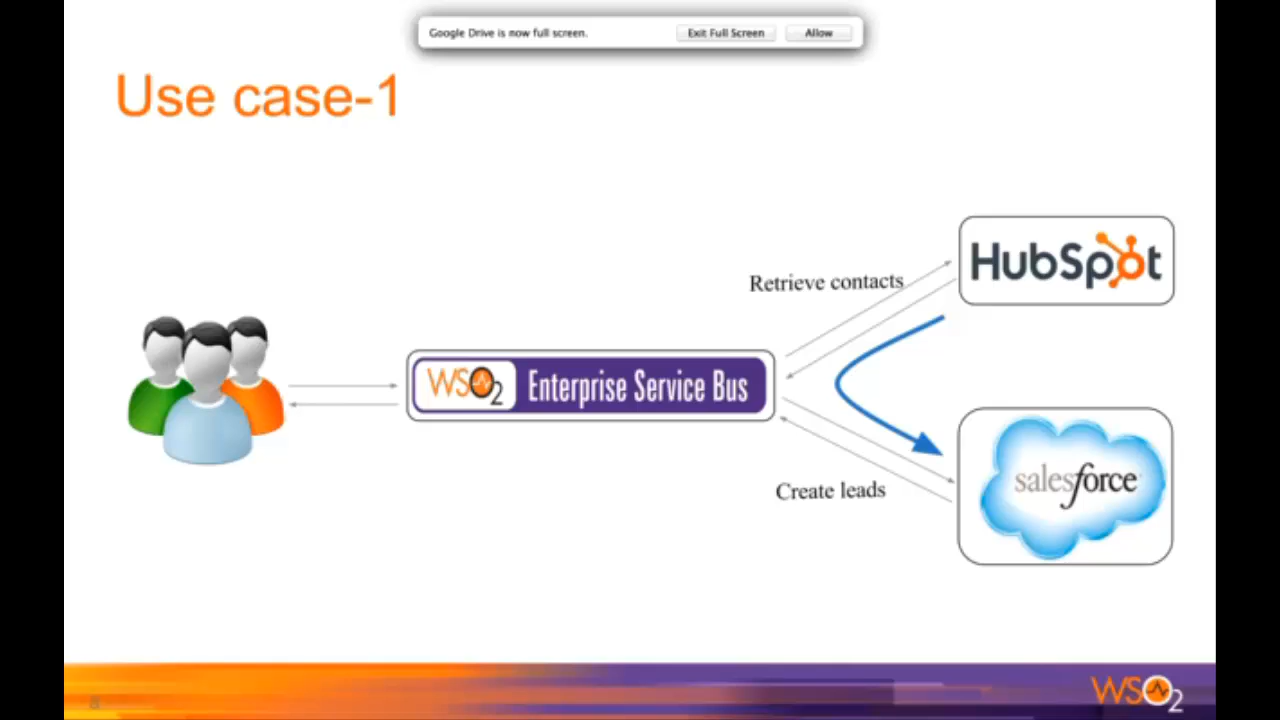 Google Drive is now full screen. Exit Full Screen Allow
Use case-1
HubSpot
Retrieve contacts
WSO2 Enterprise Service Bus
salesforce
Create leads
8
WSO2